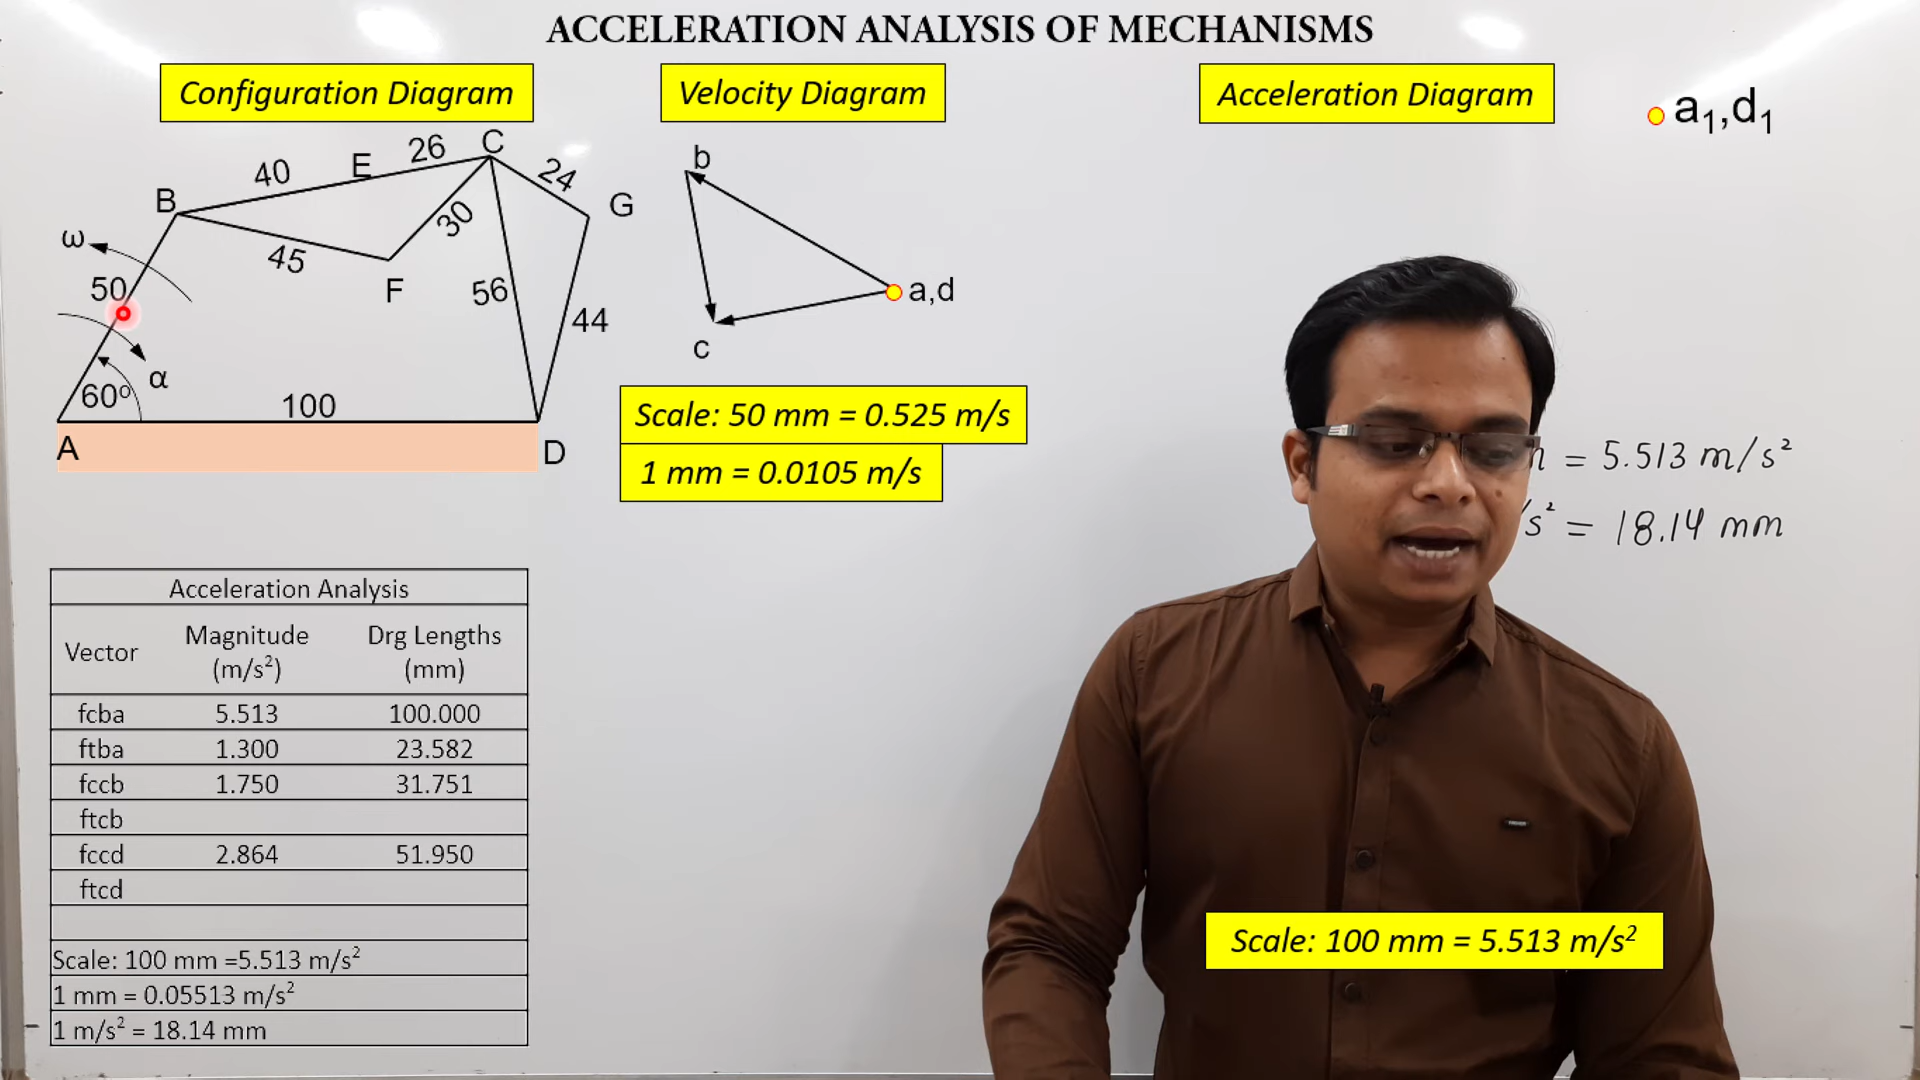 ACCELERATION ANALYSIS OF MECHANISMS
Configuration Diagram
Velocity Diagram
Acceleration Diagram
a₁,d₁
B
40
E
26
C
24
G
ω
50
45
F
30
56
44
α
60⁰
100
A
D
b
a,d
c
Scale: 50 mm = 0.525 m/s
1 mm = 0.0105 m/s
= 5.513 m/s²
/s² = 18.14 mm
Acceleration Analysis
Vector Magnitude (m/s²) Drg Lengths (mm)
fcba 5.513 100.000
ftba 1.300 23.582
fccb 1.750 31.751
ftcb
fccd 2.864 51.950
ftcd
Scale: 100 mm =5.513 m/s²
1 mm = 0.05513 m/s²
1 m/s² = 18.14 mm
Scale: 100 mm = 5.513 m/s²